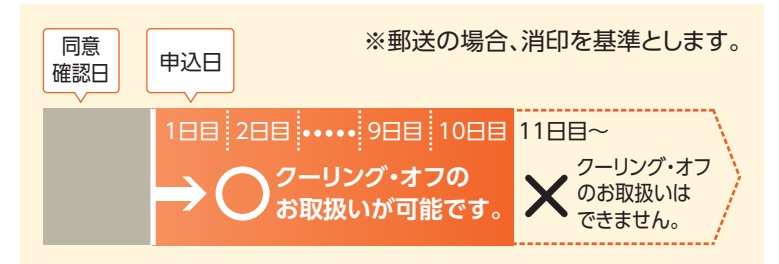 ※郵送の場合、消印を基準とします。
同意
確認日
申込日
1日目 2日目 ••••• 9日目 10日目 11日目〜
クーリング・オフの
お取扱いが可能です。
クーリング・オフ
のお取扱いは
できません。